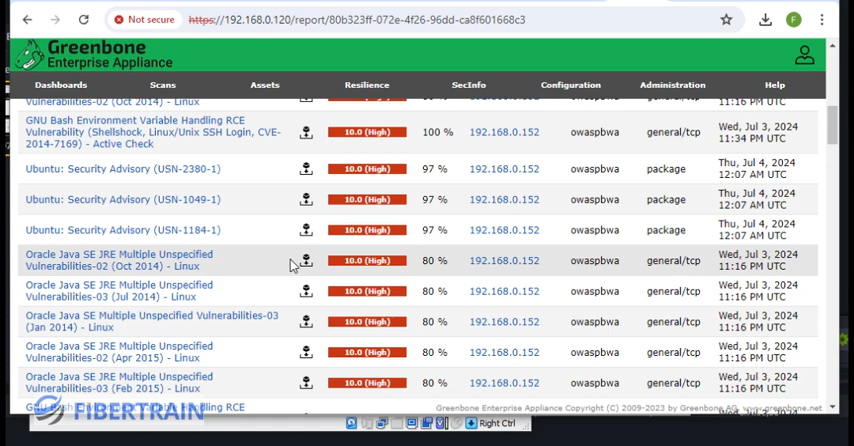 Not secure https://192.168.0.120/report/80b323ff-072e-4f26-96dd-ca8f601668c3 F
Greenbone
Enterprise Appliance
Dashboards Scans Assets Resilience SecInfo Configuration Administration Help
Vulnerabilities-02 (Oct 2014) - Linux 11:16 PM UTC
GNU Bash Environment Variable Handling RCE
Vulnerability (Shellshock, Linux/Unix SSH Login, CVE-
2014-7169) - Active Check
10.0 (High) 100 % 192.168.0.152 owaspbwa general/tcp Wed, Jul 3, 2024
11:34 PM UTC
Ubuntu: Security Advisory (USN-2380-1) 10.0 (High) 97 % 192.168.0.152 owaspbwa package Thu, Jul 4, 2024
12:07 AM UTC
Ubuntu: Security Advisory (USN-1049-1) 10.0 (High) 97 % 192.168.0.152 owaspbwa package Thu, Jul 4, 2024
12:07 AM UTC
Ubuntu: Security Advisory (USN-1184-1) 10.0 (High) 97 % 192.168.0.152 owaspbwa package Thu, Jul 4, 2024
12:07 AM UTC
Oracle Java SE JRE Multiple Unspecified
Vulnerabilities-02 (Oct 2014) - Linux
10.0 (High) 80 % 192.168.0.152 owaspbwa general/tcp Wed, Jul 3, 2024
11:16 PM UTC
Oracle Java SE JRE Multiple Unspecified
Vulnerabilities-03 (Jul 2014) - Linux
10.0 (High) 80 % 192.168.0.152 owaspbwa general/tcp Wed, Jul 3, 2024
11:16 PM UTC
Oracle Java SE Multiple Unspecified Vulnerabilities-03
(Jan 2014) - Linux
10.0 (High) 80 % 192.168.0.152 owaspbwa general/tcp Wed, Jul 3, 2024
11:16 PM UTC
Oracle Java SE JRE Multiple Unspecified
Vulnerabilities-02 (Apr 2015) - Linux
10.0 (High) 80 % 192.168.0.152 owaspbwa general/tcp Wed, Jul 3, 2024
11:16 PM UTC
Oracle Java SE JRE Multiple Unspecified
Vulnerabilities-03 (Feb 2015) - Linux
10.0 (High) 80 % 192.168.0.152 owaspbwa general/tcp Wed, Jul 3, 2024
11:16 PM UTC
GNU Bash Environment Variable Handling RCE
Greenbone Enterprise Appliance Copyright (C) 2009-2023 by Greenbone AG, www.greenbone.net
FIBERTRAIN
Right Ctrl